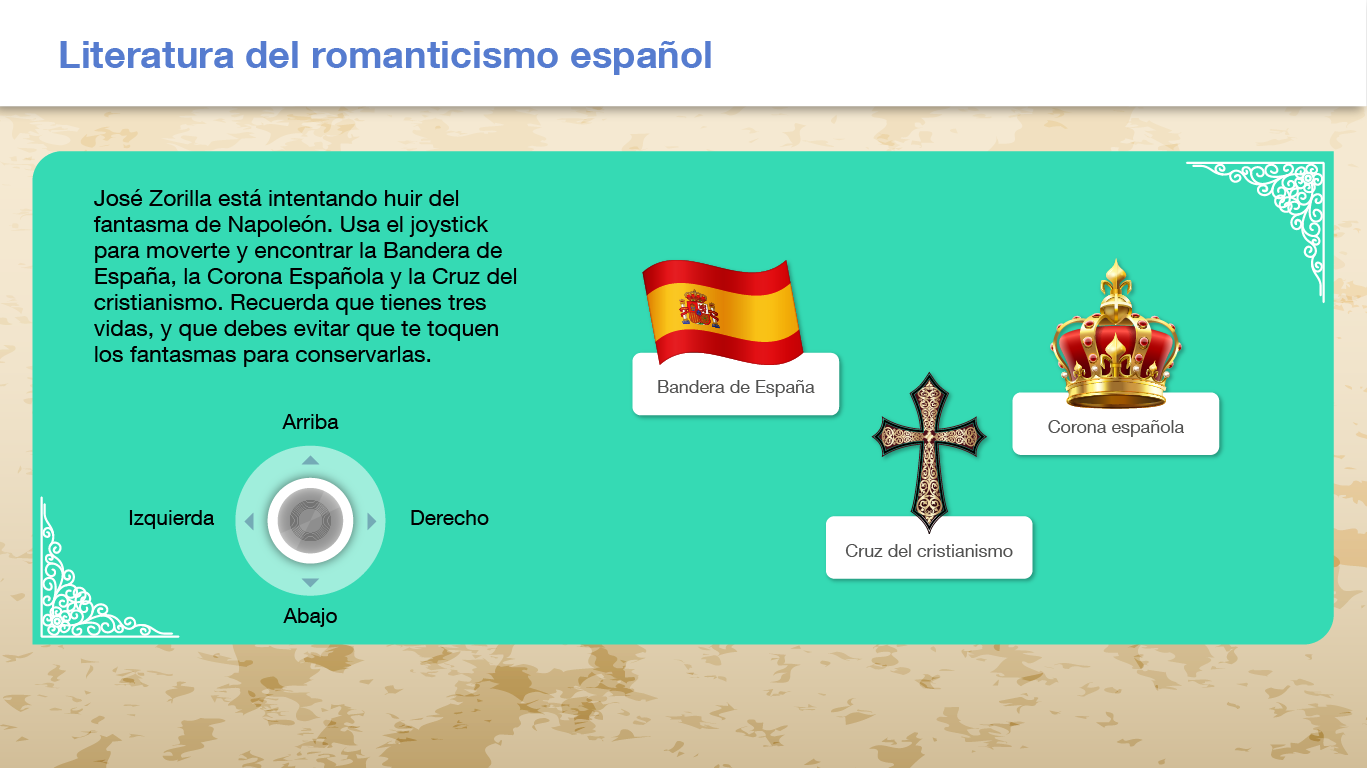 Literatura del romanticismo español
José Zorilla está intentando huir del
fantasma de Napoleón. Usa el joystick
para moverte y encontrar la Bandera de
España, la Corona Española y la Cruz del
cristianismo. Recuerda que tienes tres
vidas, y que debes evitar que te toquen
los fantasmas para conservarlas.
Arriba
Izquierda
Derecho
Abajo
Bandera de España
Cruz del cristianismo
Corona española